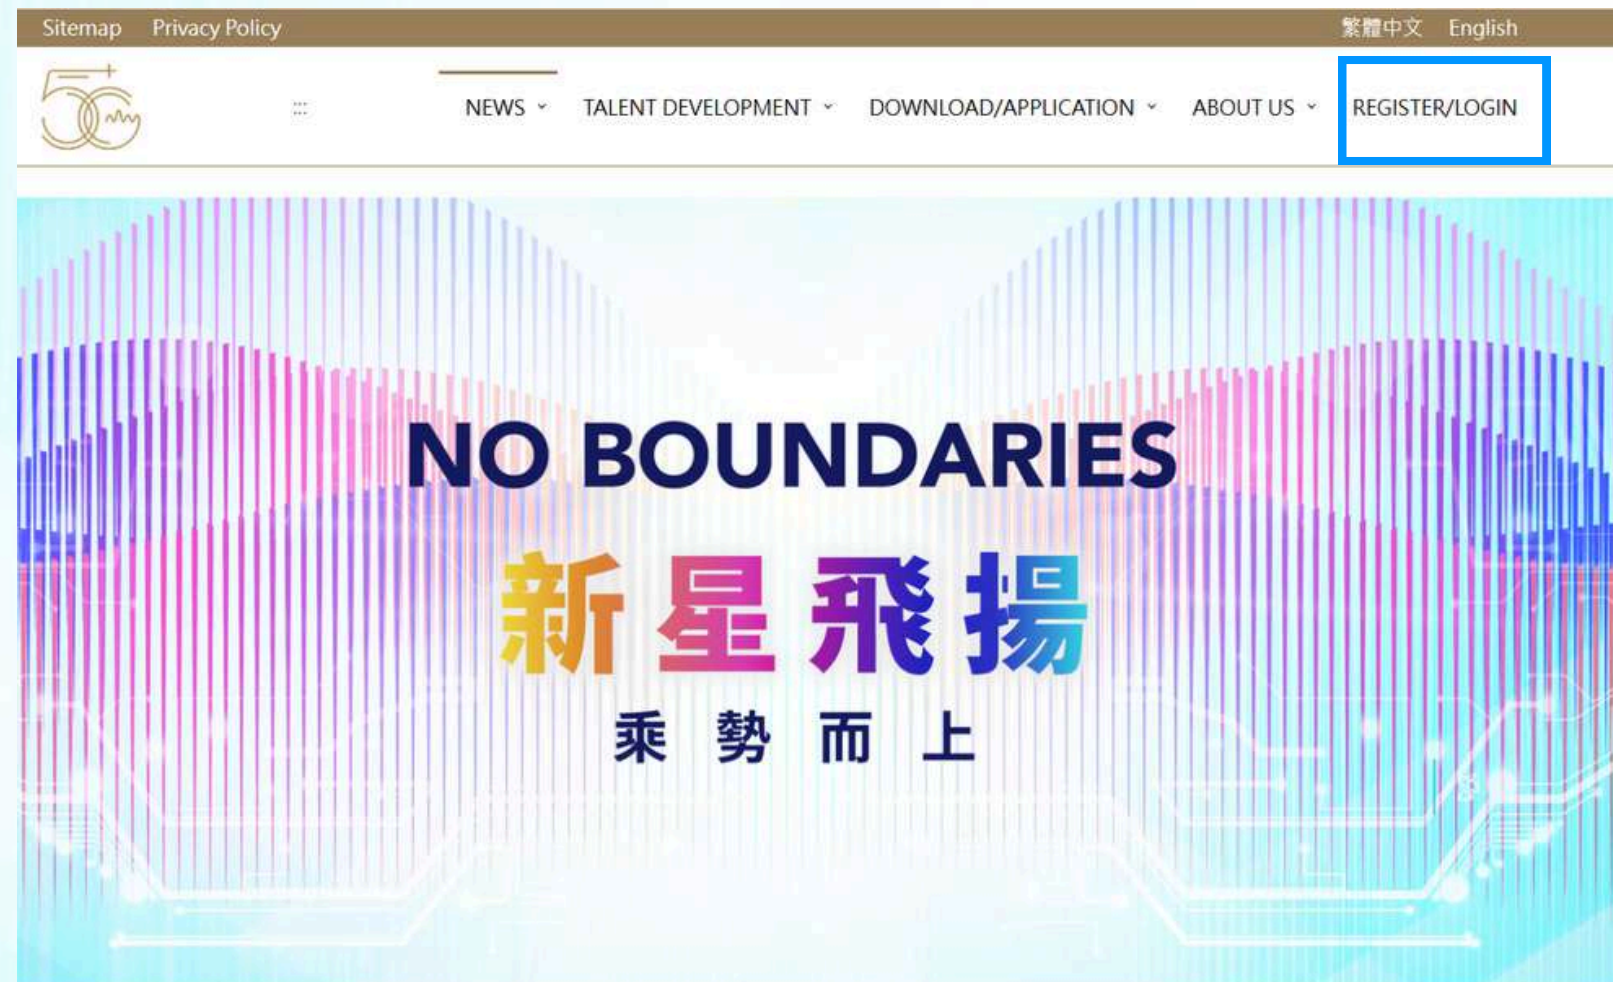 Sitemap Privacy Policy 繁體中文 English
50+ ::: NEWS TALENT DEVELOPMENT DOWNLOAD/APPLICATION ABOUT US REGISTER/LOGIN
NO BOUNDARIES
新星飛揚
乘勢而上